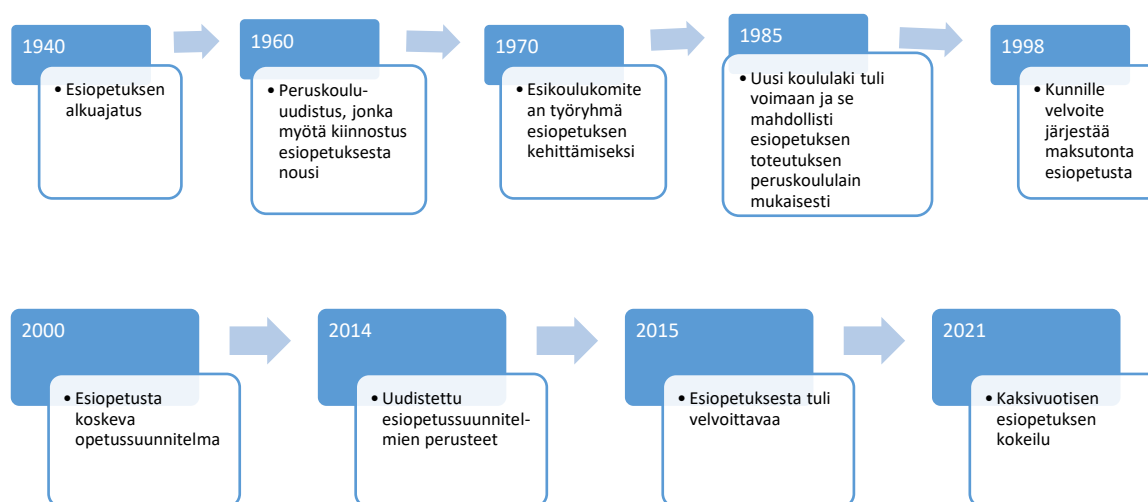 1940
• Esiopetuksen
alkuajatus
1960
• Peruskoulu-
uudistus, jonka
myötä kiinnostus
esiopetuksesta
nousi
1970
• Esikoulukomite
an työryhmä
esiopetuksen
kehittämiseksi
1985
• Uusi koululaki tuli
voimaan ja se
mahdollisti
esiopetuksen
toteutuksen
peruskoululain
mukaisesti
1998
• Kunnille
velvoite
järjestää
maksutonta
esiopetusta
2000
• Esiopetusta
koskeva
opetussuunnitelma
2014
• Uudistettu
esiopetussuunnitel-
mien perusteet
2015
• Esiopetuksesta tuli
velvoittavaa
2021
• Kaksivuotisen
esiopetuksen
kokeilu